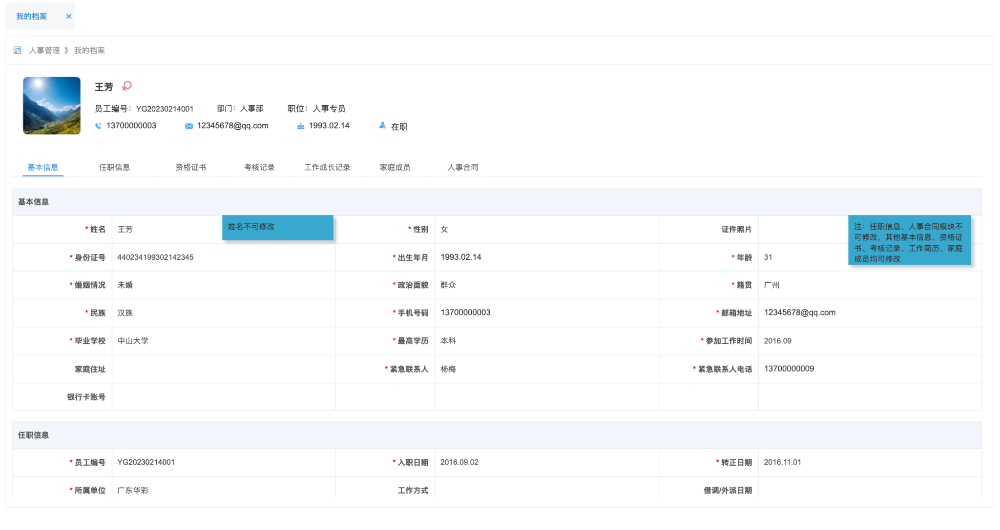 我的档案 ×
人事管理 》 我的档案
王芳
员工编号： YG20230214001 部门： 人事部 职位： 人事专员
13700000003 12345678@qq.com 1993.02.14 在职
基本信息 任职信息 资格证书 考核记录 工作成长记录 家庭成员 人事合同
基本信息
* 姓名 王芳 姓名不可修改 * 性别 女 证件照片
注：任职信息、人事合同模块不
可修改，其他基本信息、资格证
书、考核记录、工作简历、家庭
成员均可修改
* 身份证号 440234199302142345 * 出生年月 1993.02.14 * 年龄 31
* 婚姻情况 未婚 * 政治面貌 群众 * 籍贯 广州
* 民族 汉族 * 手机号码 13700000003 * 邮箱地址 12345678@qq.com
* 毕业学校 中山大学 * 最高学历 本科 * 参加工作时间 2016.09
家庭住址 * 紧急联系人 杨梅 * 紧急联系人电话 13700000009
银行卡账号
任职信息
* 员工编号 YG20230214001 * 入职日期 2016.09.02 * 转正日期 2016.11.01
* 所属单位 广东华彩 工作方式 借调/外派日期